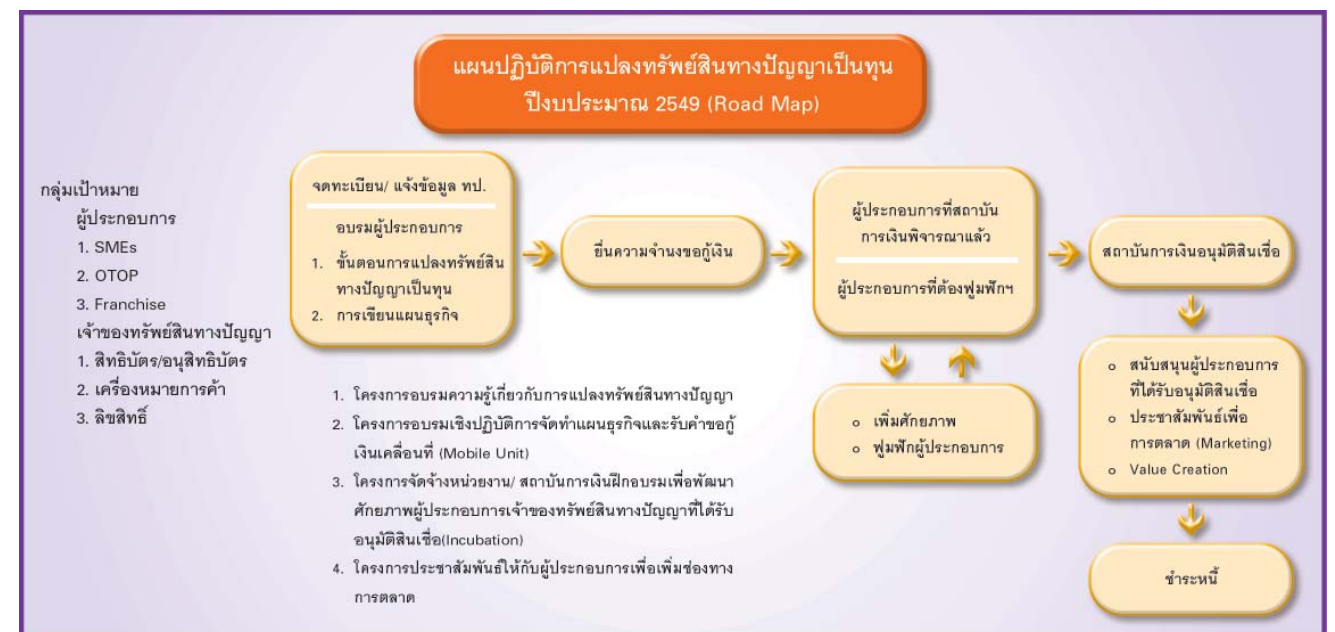 แผนปฏิบัติการแปลงทรัพย์สินทางปัญญาเป็นทุน
ปีงบประมาณ 2549 (Road Map)
กลุ่มเป้าหมาย
ผู้ประกอบการ
1. SMEs
2. OTOP
3. Franchise
เจ้าของทรัพย์สินทางปัญญา
1. สิทธิบัตร/อนุสิทธิบัตร
2. เครื่องหมายการค้า
3. ลิขสิทธิ์
จดทะเบียน/ แจ้งข้อมูล ทป.
อบรมผู้ประกอบการ
1. ขั้นตอนการแปลงทรัพย์สิน
ทางปัญญาเป็นทุน
2. การเขียนแผนธุรกิจ
ยื่นความจำนงขอกู้เงิน
ผู้ประกอบการที่สถาบัน
การเงินพิจารณาแล้ว
ผู้ประกอบการที่ต้องฟูมฟักฯ
สถาบันการเงินอนุมัติสินเชื่อ
เพิ่มศักยภาพ
ฟูมฟักผู้ประกอบการ
สนับสนุนผู้ประกอบการ
ที่ได้รับอนุมัติสินเชื่อ
ประชาสัมพันธ์เพื่อ
การตลาด (Marketing)
Value Creation
ชำระหนี้
1. โครงการอบรมความรู้เกี่ยวกับการแปลงทรัพย์สินทางปัญญา
2. โครงการอบรมเชิงปฏิบัติการจัดทำแผนธุรกิจและรับคำขอกู้
เงินเคลื่อนที่ (Mobile Unit)
3. โครงการจัดจ้างหน่วยงาน/ สถาบันการเงินฝึกอบรมเพื่อพัฒนา
ศักยภาพผู้ประกอบการเจ้าของทรัพย์สินทางปัญญาที่ได้รับ
อนุมัติสินเชื่อ(Incubation)
4. โครงการประชาสัมพันธ์ให้กับผู้ประกอบการเพื่อเพิ่มช่องทาง
การตลาด